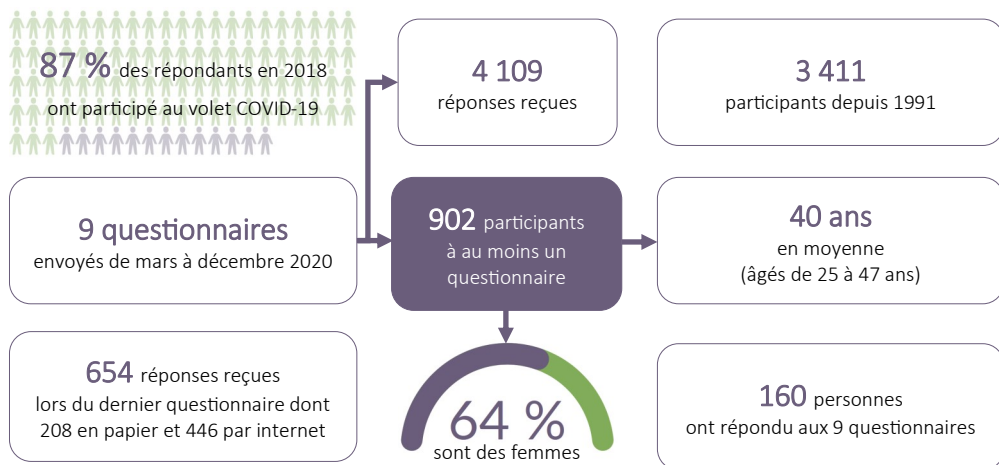 87 % des répondants en 2018
ont participé au volet COVID-19
4 109
réponses reçues
3 411
participants depuis 1991
9 questionnaires
envoyés de mars à décembre 2020
902 participants
à au moins un
questionnaire
40 ans
en moyenne
(âgés de 25 à 47 ans)
654 réponses reçues
lors du dernier questionnaire dont
208 en papier et 446 par internet
64 %
sont des femmes
160 personnes
ont répondu aux 9 questionnaires